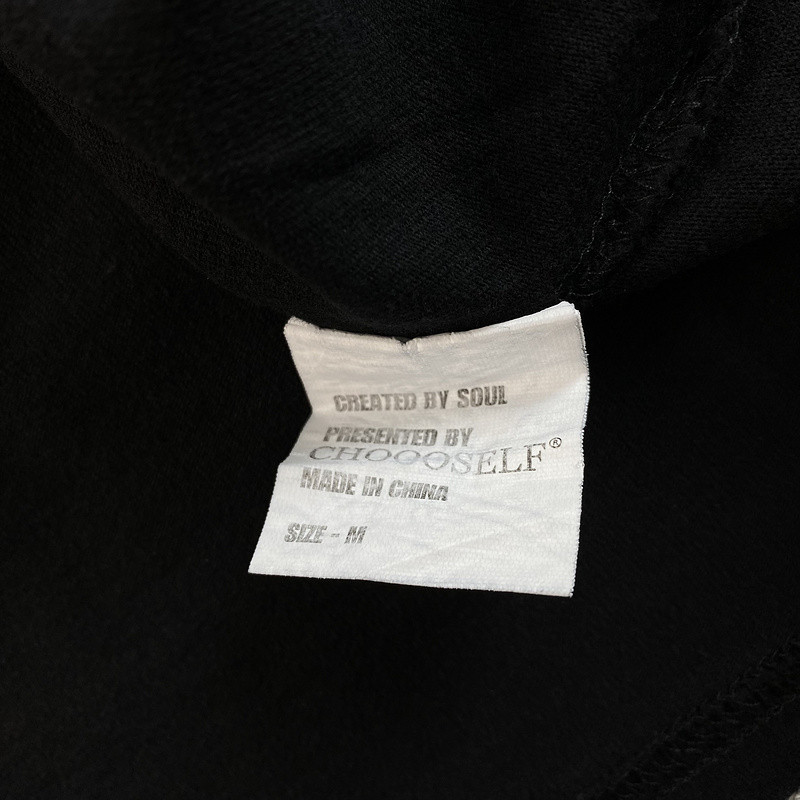 CREATED BY SOUL
PRESENTED BY
CHOOOSELF®
MADE IN CHINA
SIZE - M